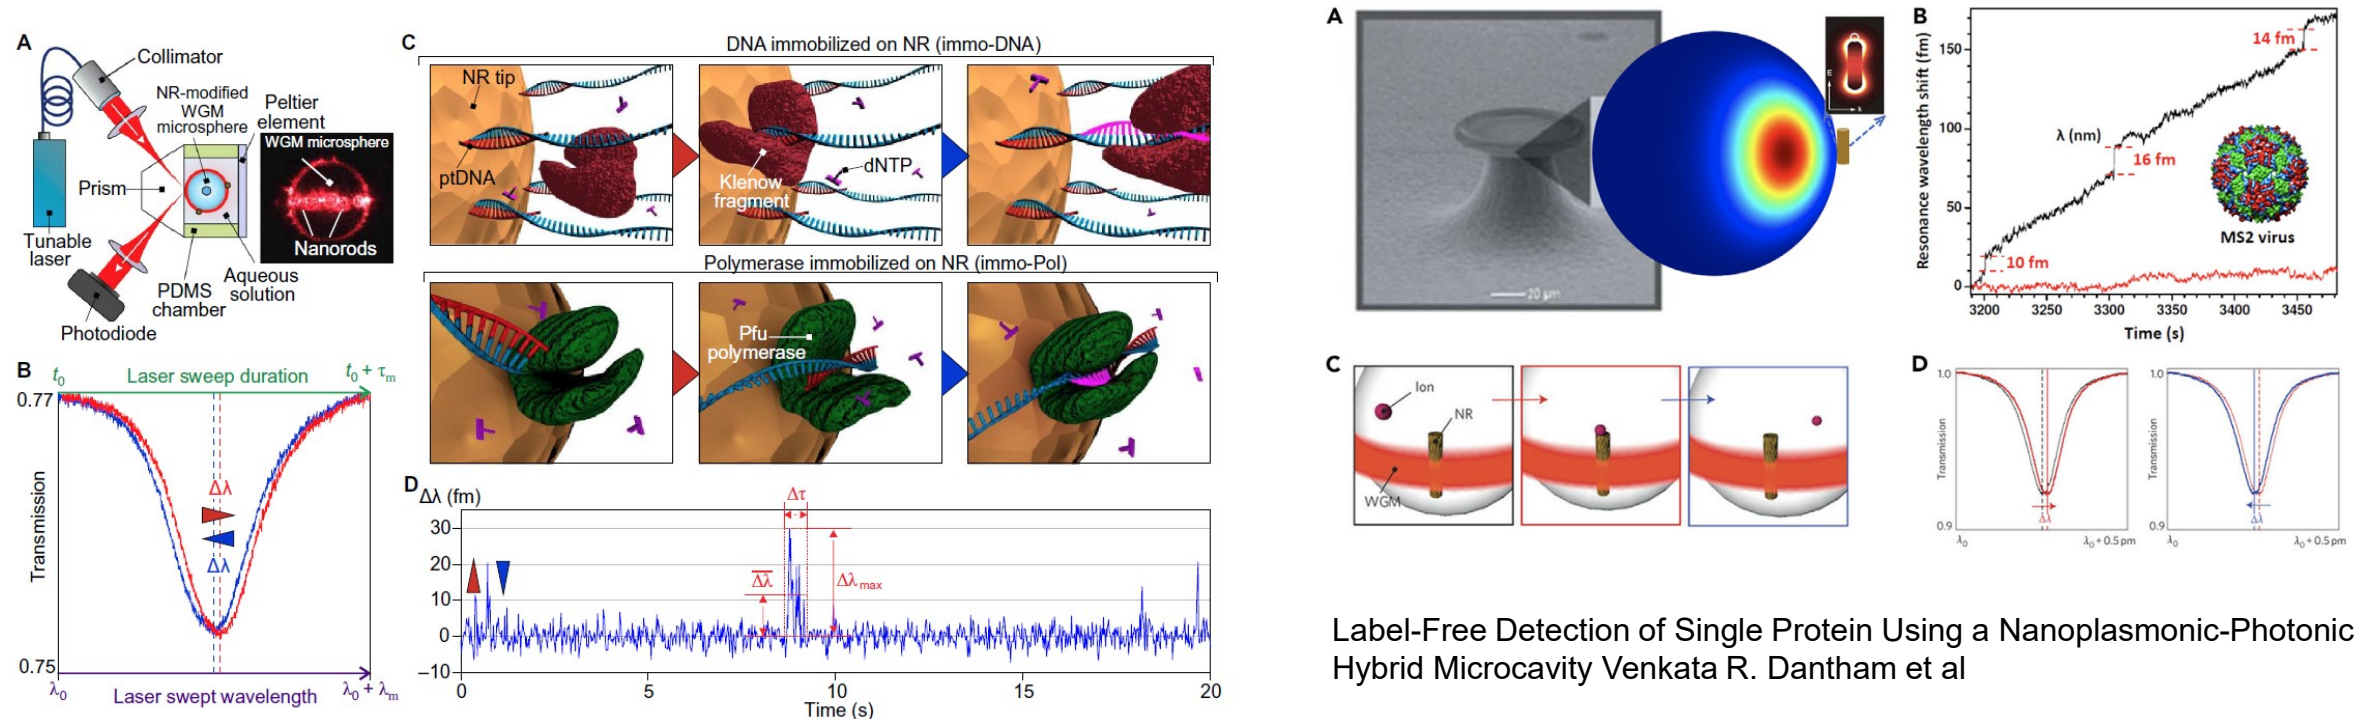 A
Collimator
NR-modified
WGM
microsphere
Peltier
element
WGM microsphere
Prism
Nanorods
Tunable
laser
Aqueous
solution
PDMS
chamber
Photodiode
B
t0
Laser sweep duration
t0 + τm
0.77
Transmission
Δλ
Δλ
0.75
λ0
Laser swept wavelength
λ0 + λm
C
DNA immobilized on NR (immo-DNA)
NR tip
ptDNA
Klenow
fragment
dNTP
Polymerase immobilized on NR (immo-Pol)
Pfu
polymerase
D
Δλ (fm)
30
20
10
0
−10
Δτ
Δλ
Δλmax
0
5
10
15
20
Time (s)
A
20 μm
E
k
B
Resonance wavelength shift (fm)
150
100
50
0
14 fm
λ (nm)
16 fm
10 fm
MS2 virus
3200
3250
3300
3350
3400
3450
Time (s)
C
Ion
NR
WGM
D
1.0
Transmission
0.9
Δλ
λ0
λ0 + 0.5 pm
1.0
Transmission
0.9
Δλ
λ0
λ0 + 0.5 pm
Label-Free Detection of Single Protein Using a Nanoplasmonic-Photonic
Hybrid Microcavity Venkata R. Dantham et al